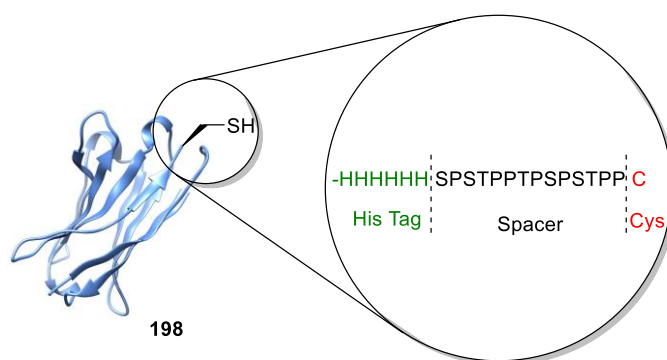 SH
-HHHHHH SPSTPPTPSPSTPP C
His Tag Spacer Cys
198